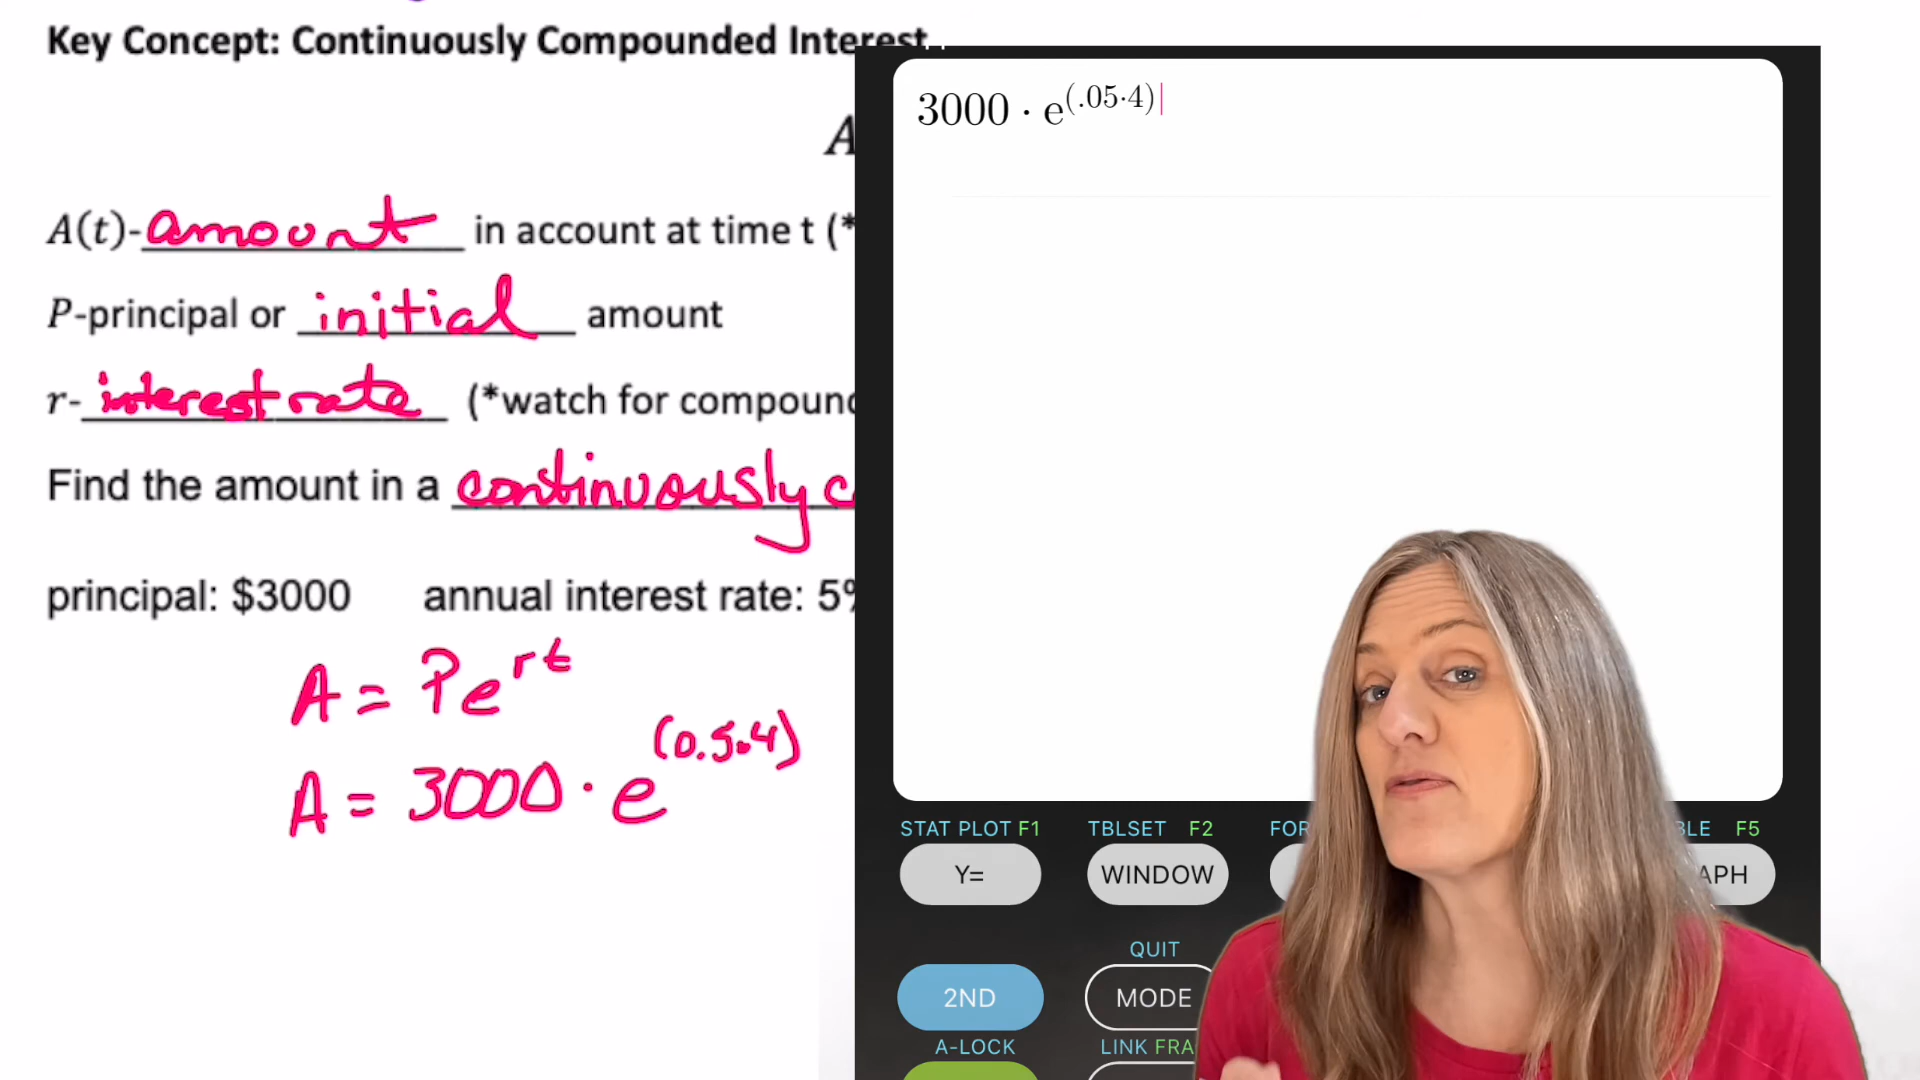 Key Concept: Continuously Compounded Interest
A
A(t)-amount in account at time t (*
P-principal or initial amount
r-interest rate (*watch for compound
Find the amount in a continuously c
principal: $3000 annual interest rate: 5%
A = Pe^rt
A = 3000 · e^(0.5·4)
3000 · e^(.05·4)
STAT PLOT F1 TBLSET F2 FOR BLE F5
Y= WINDOW APH
QUIT
2ND MODE
A-LOCK LINK FRA